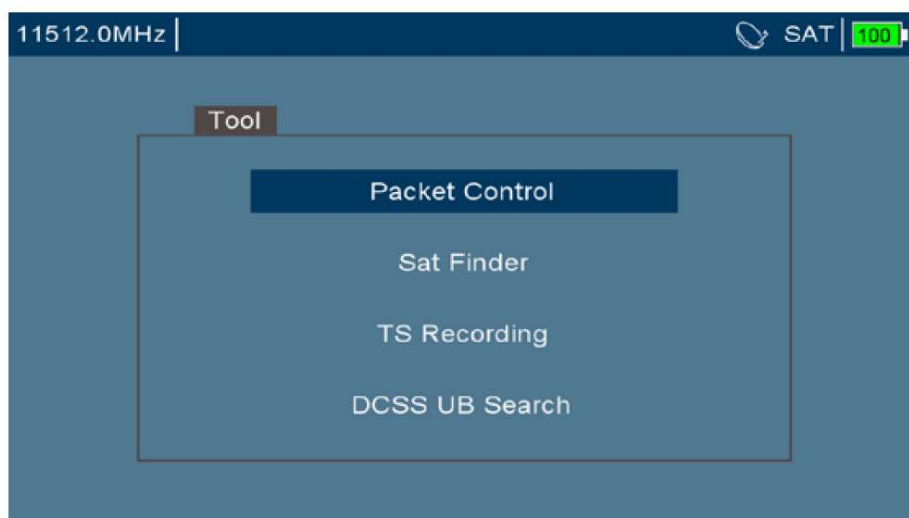 11512.0MHz SAT 100
Tool
Packet Control
Sat Finder
TS Recording
DCSS UB Search